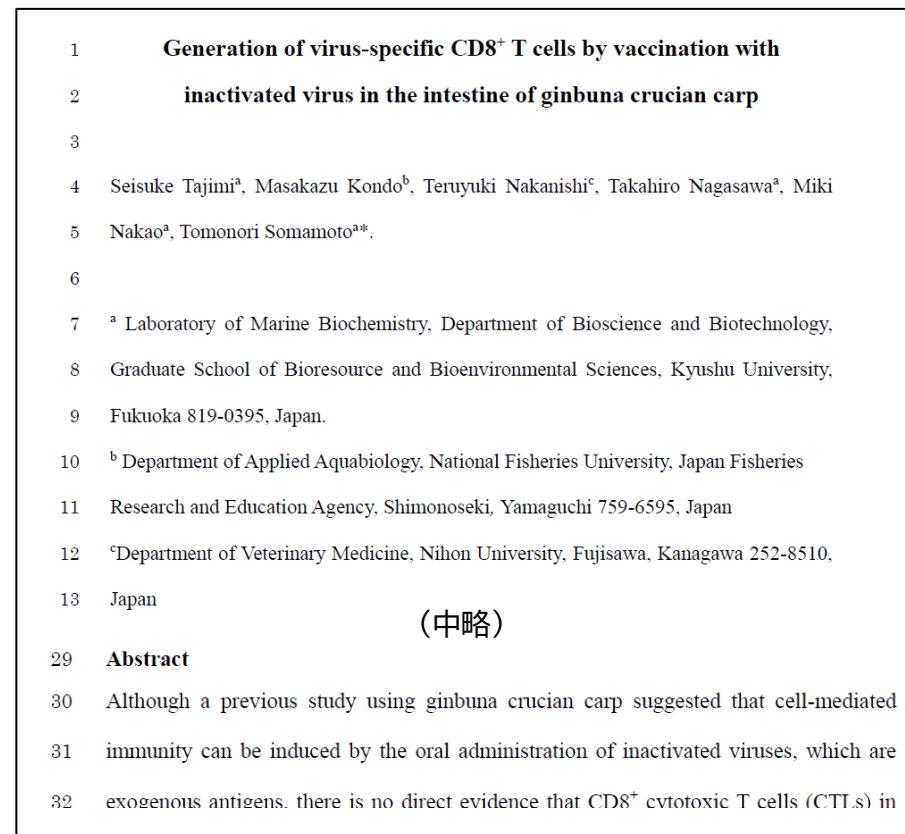 1 Generation of virus-specific CD8⁺ T cells by vaccination with
2 inactivated virus in the intestine of ginbuna crucian carp
3
4 Seisuke Tajimiᵃ, Masakazu Kondoᵇ, Teruyuki Nakanishiᶜ, Takahiro Nagasawaᵃ, Miki
5 Nakaoᵃ, Tomonori Somamotoᵃ*.
6
7 ᵃ Laboratory of Marine Biochemistry, Department of Bioscience and Biotechnology,
8 Graduate School of Bioresource and Bioenvironmental Sciences, Kyushu University,
9 Fukuoka 819-0395, Japan.
10 ᵇ Department of Applied Aquabiology, National Fisheries University, Japan Fisheries
11 Research and Education Agency, Shimonoseki, Yamaguchi 759-6595, Japan
12 ᶜDepartment of Veterinary Medicine, Nihon University, Fujisawa, Kanagawa 252-8510,
13 Japan
（中略）
29 Abstract
30 Although a previous study using ginbuna crucian carp suggested that cell-mediated
31 immunity can be induced by the oral administration of inactivated viruses, which are
32 exogenous antigens, there is no direct evidence that CD8⁺ cytotoxic T cells (CTLs) in